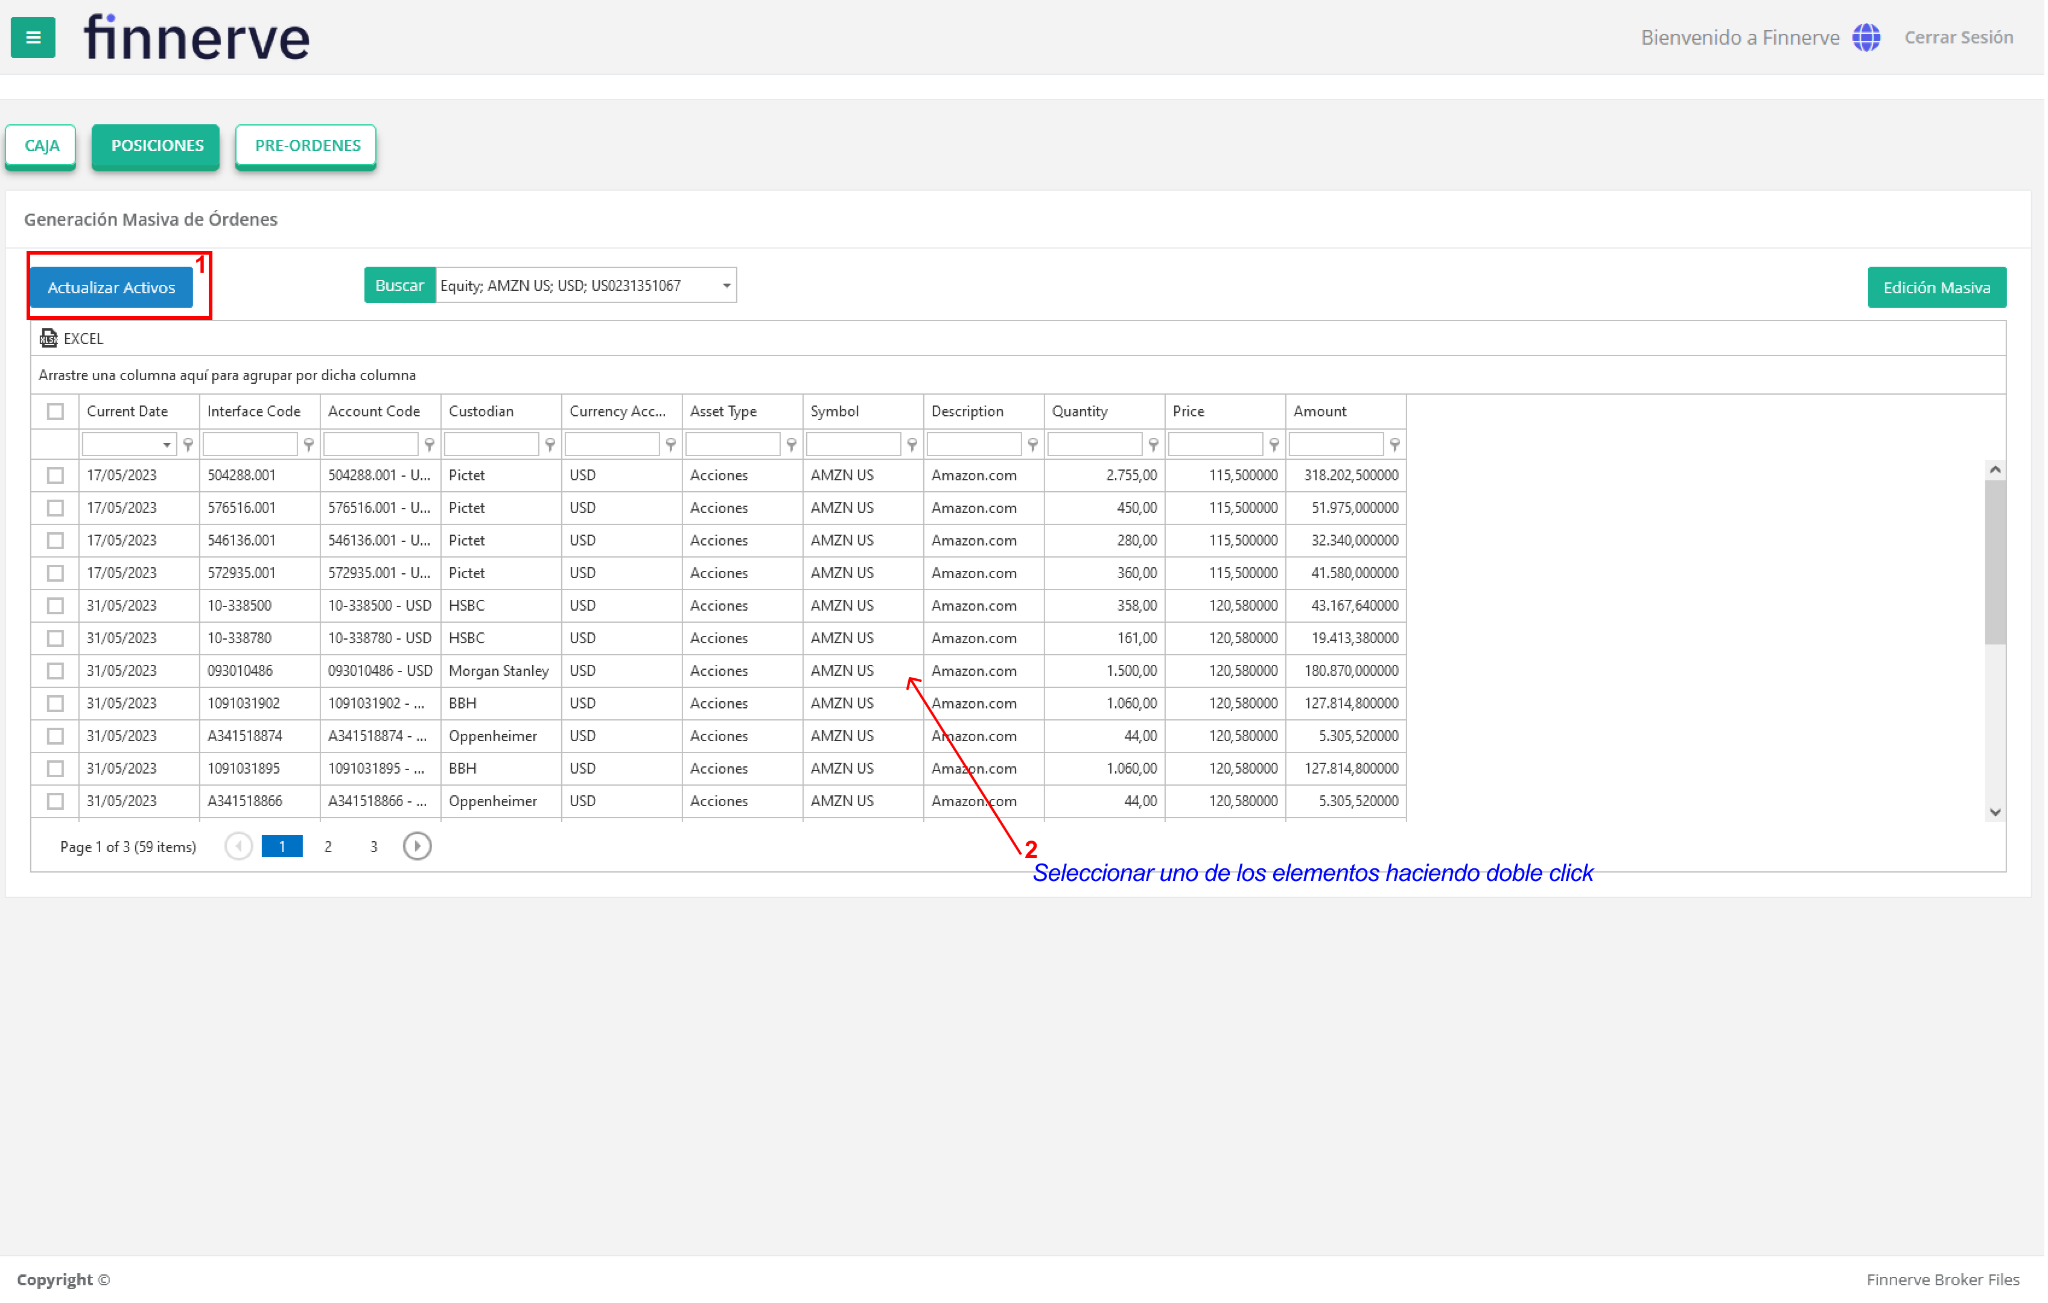 finnerve
Bienvenido a Finnerve Cerrar Sesión
CAJA POSICIONES PRE-ORDENES
Generación Masiva de Órdenes
1
Actualizar Activos Buscar Equity; AMZN US; USD; US0231351067 Edición Masiva
XLSX EXCEL
Arrastre una columna aquí para agrupar por dicha columna
Current Date Interface Code Account Code Custodian Currency Acc... Asset Type Symbol Description Quantity Price Amount
17/05/2023 504288.001 504288.001 - U... Pictet USD Acciones AMZN US Amazon.com 2.755,00 115,500000 318.202,500000
17/05/2023 576516.001 576516.001 - U... Pictet USD Acciones AMZN US Amazon.com 450,00 115,500000 51.975,000000
17/05/2023 546136.001 546136.001 - U... Pictet USD Acciones AMZN US Amazon.com 280,00 115,500000 32.340,000000
17/05/2023 572935.001 572935.001 - U... Pictet USD Acciones AMZN US Amazon.com 360,00 115,500000 41.580,000000
31/05/2023 10-338500 10-338500 - USD HSBC USD Acciones AMZN US Amazon.com 358,00 120,580000 43.167,640000
31/05/2023 10-338780 10-338780 - USD HSBC USD Acciones AMZN US Amazon.com 161,00 120,580000 19.413,380000
31/05/2023 093010486 093010486 - USD Morgan Stanley USD Acciones AMZN US Amazon.com 1.500,00 120,580000 180.870,000000
31/05/2023 1091031902 1091031902 - ... BBH USD Acciones AMZN US Amazon.com 1.060,00 120,580000 127.814,800000
31/05/2023 A341518874 A341518874 - ... Oppenheimer USD Acciones AMZN US Amazon.com 44,00 120,580000 5.305,520000
31/05/2023 1091031895 1091031895 - ... BBH USD Acciones AMZN US Amazon.com 1.060,00 120,580000 127.814,800000
31/05/2023 A341518866 A341518866 - ... Oppenheimer USD Acciones AMZN US Amazon.com 44,00 120,580000 5.305,520000
Page 1 of 3 (59 items) 1 2 3
2
Seleccionar uno de los elementos haciendo doble click
Copyright © Finnerve Broker Files